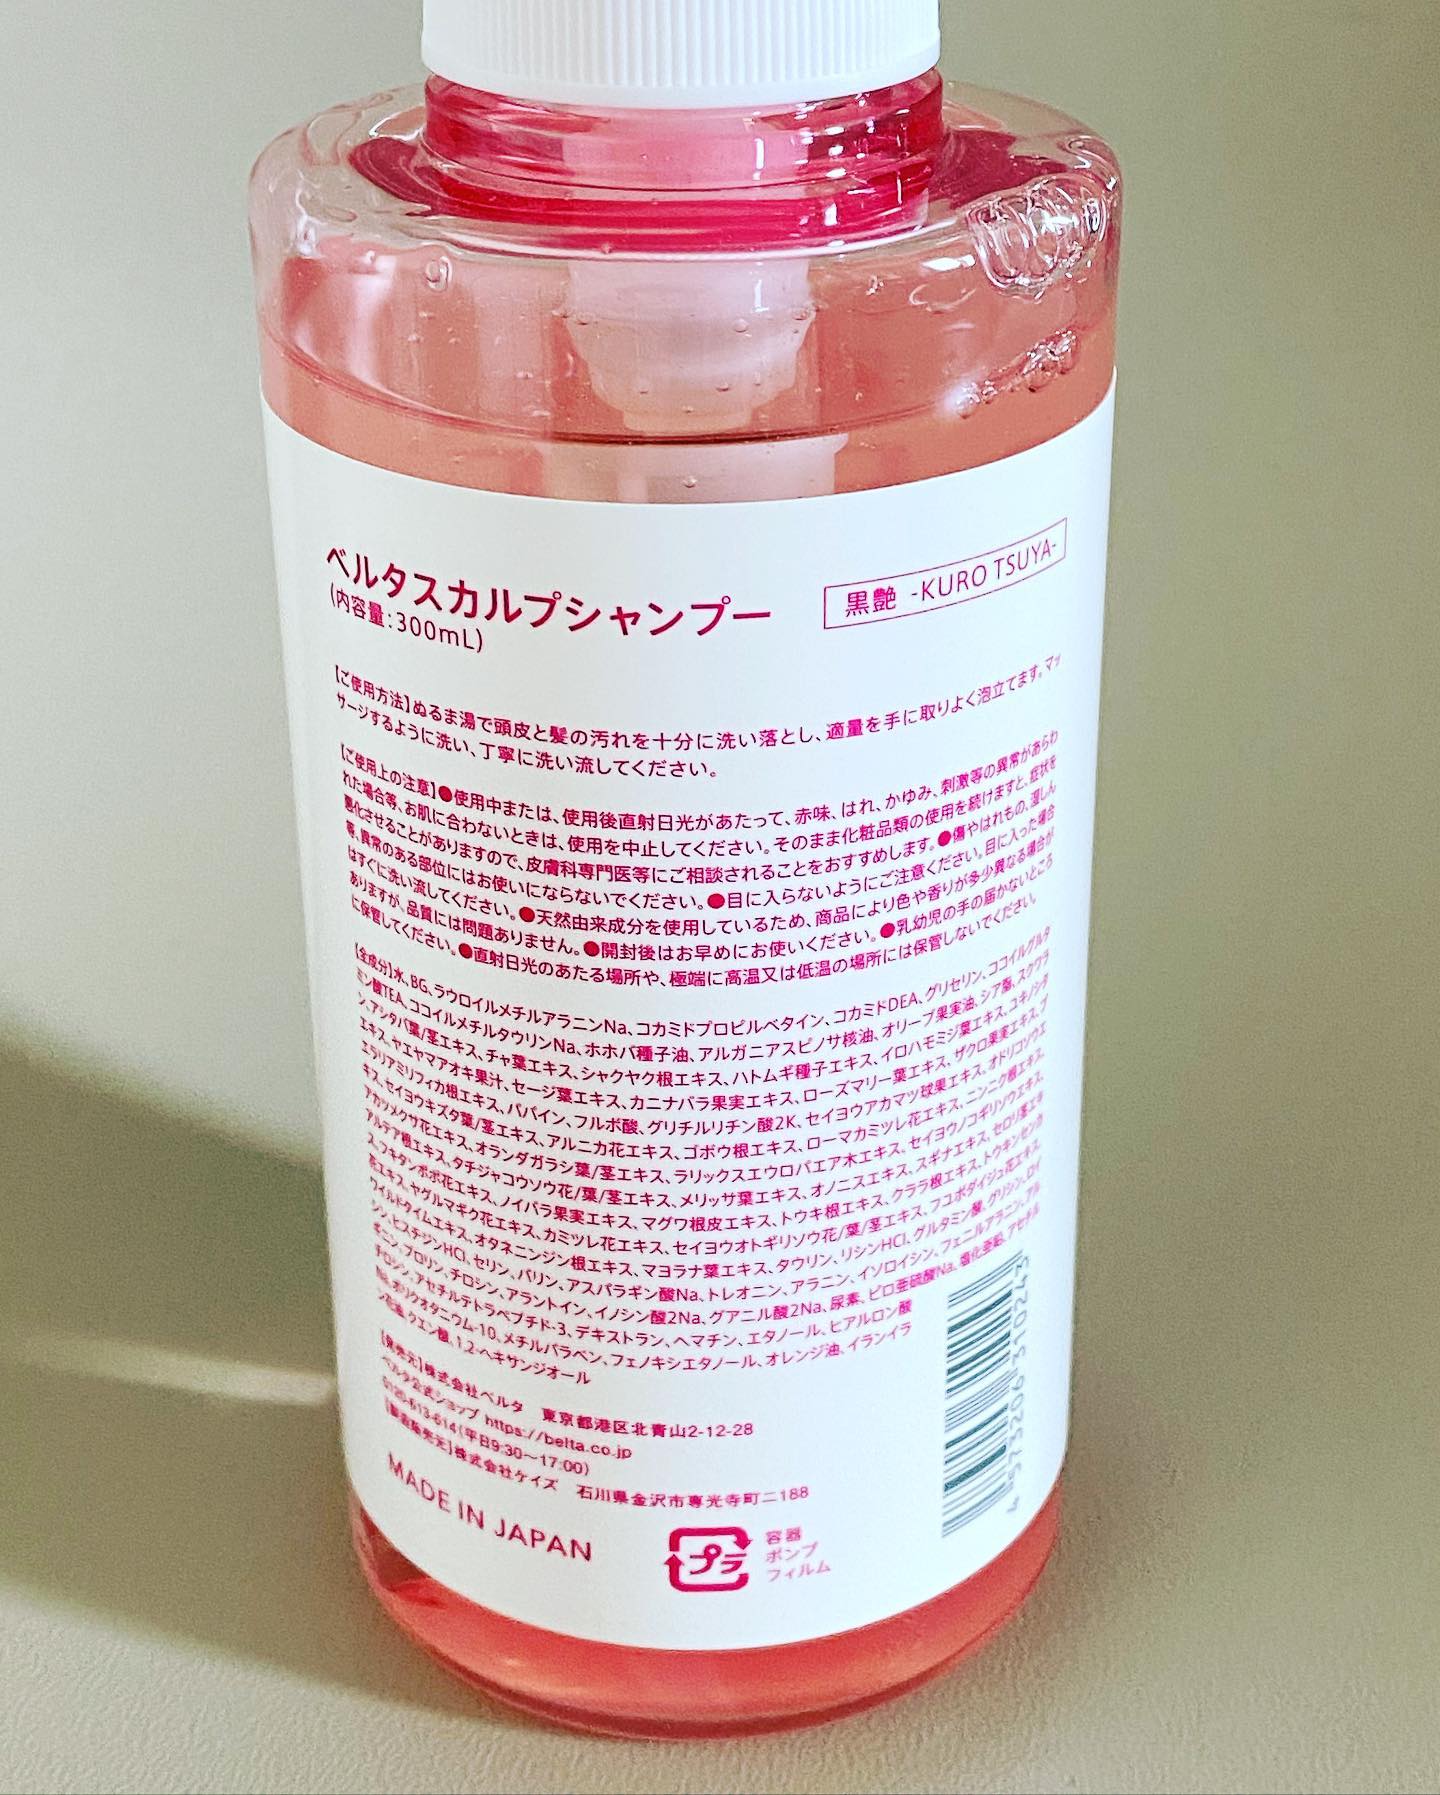 ベルタスカルプシャンプー
(内容量:300mL)
黒艶 -KURO TSUYA-
【ご使用方法】ぬるま湯で頭皮と髪の汚れを十分に洗い落とし、適量を手に取りよく泡立てます。マッ
サージするように洗い、丁寧に洗い流してください。
【ご使用上の注意】●使用中または、使用後直射日光があたって、赤味、はれ、かゆみ、刺激等の異常があらわ
れた場合等、お肌に合わないときは、使用を中止してください。そのまま化粧品類の使用を続けますと、症状を
悪化させることがありますので、皮膚科専門医等にご相談されることをおすすめします。●傷やはれもの、湿しん
等、異常のある部位にはお使いにならないでください。●目に入らないようにご注意ください。目に入った場合
はすぐに洗い流してください。●天然由来成分を使用しているため、商品により色や香りが多少異なる場合が
ありますが、品質には問題ありません。●開封後はお早めにお使いください。●乳幼児の手の届かないところ
に保管してください。●直射日光のあたる場所や、極端に高温又は低温の場所には保管しないでください。
【全成分】水、BG、ラウロイルメチルアラニンNa、コカミドプロピルベタイン、コカミドDEA、グリセリン、ココイルグルタ
ミン酸TEA、ココイルメチルタウリンNa、ホホバ種子油、アルガニアスピノサ核油、オリーブ果実油、シア脂、スクワラ
ン、アシタバ葉/茎エキス、チャ葉エキス、シャクヤク根エキス、ハトムギ種子エキス、イロハモミジ葉エキス、ユキノシタ
エキス、ヤエヤマアオキ果汁、セージ葉エキス、カニナバラ果実エキス、ローズマリー葉エキス、ザクロ果実エキス、プ
エラリアミリフィカ根エキス、パパイン、フルボ酸、グリチルリチン酸2K、セイヨウアカマツ球果エキス、オドリコソウエ
キス、セイヨウキズタ葉/茎エキス、アルニカ花エキス、ゴボウ根エキス、ローマカミツレ花エキス、ニンニク根エキス、
アカツメクサ花エキス、オランダガラシ葉/茎エキス、ラリックスエウロパエア木エキス、セイヨウノコギリソウエキス、
アルテア根エキス、タチジャコウソウ花/葉/茎エキス、メリッサ葉エキス、オノニスエキス、スギナエキス、セロリ茎エキ
ス、フキタンポポ花エキス、ノイバラ果実エキス、マグワ根皮エキス、トウキ根エキス、クララ根エキス、トウキンセンカ
花エキス、ヤグルマギク花エキス、カミツレ花エキス、セイヨウオトギリソウ花/葉/茎エキス、フユボダイジュ花エキス、
ワイルドタイムエキス、オタネニンジン根エキス、マヨラナ葉エキス、タウリン、リシンHCl、グルタミン酸、グリシン、ロイ
シン、ヒスチジンHCl、セリン、バリン、アスパラギン酸Na、トレオニン、アラニン、イソロイシン、フェニルアラニン、アル
ギニン、プロリン、チロシン、アラントイン、イノシン酸2Na、グアニル酸2Na、尿素、ピロ亜硫酸Na、塩化亜鉛、アセチル
チロシン、アセチルテトラペプチド-3、デキストラン、ヘマチン、エタノール、ヒアルロン酸
Na、ポリクオタニウム-10、メチルパラベン、フェノキシエタノール、オレンジ油、イランイラ
ン花油、クエン酸、1,2-ヘキサンジオール
【発売元】株式会社ベルタ 東京都港区北青山2-12-28
ベルタ公式ショップ https://belta.co.jp
0120-613-614(平日9:30〜17:00)
【製造販売元】株式会社ケイズ 石川県金沢市専光寺町ニ188
MADE IN JAPAN
プラ
容器
ポンプ
フィルム
4 573206 310243